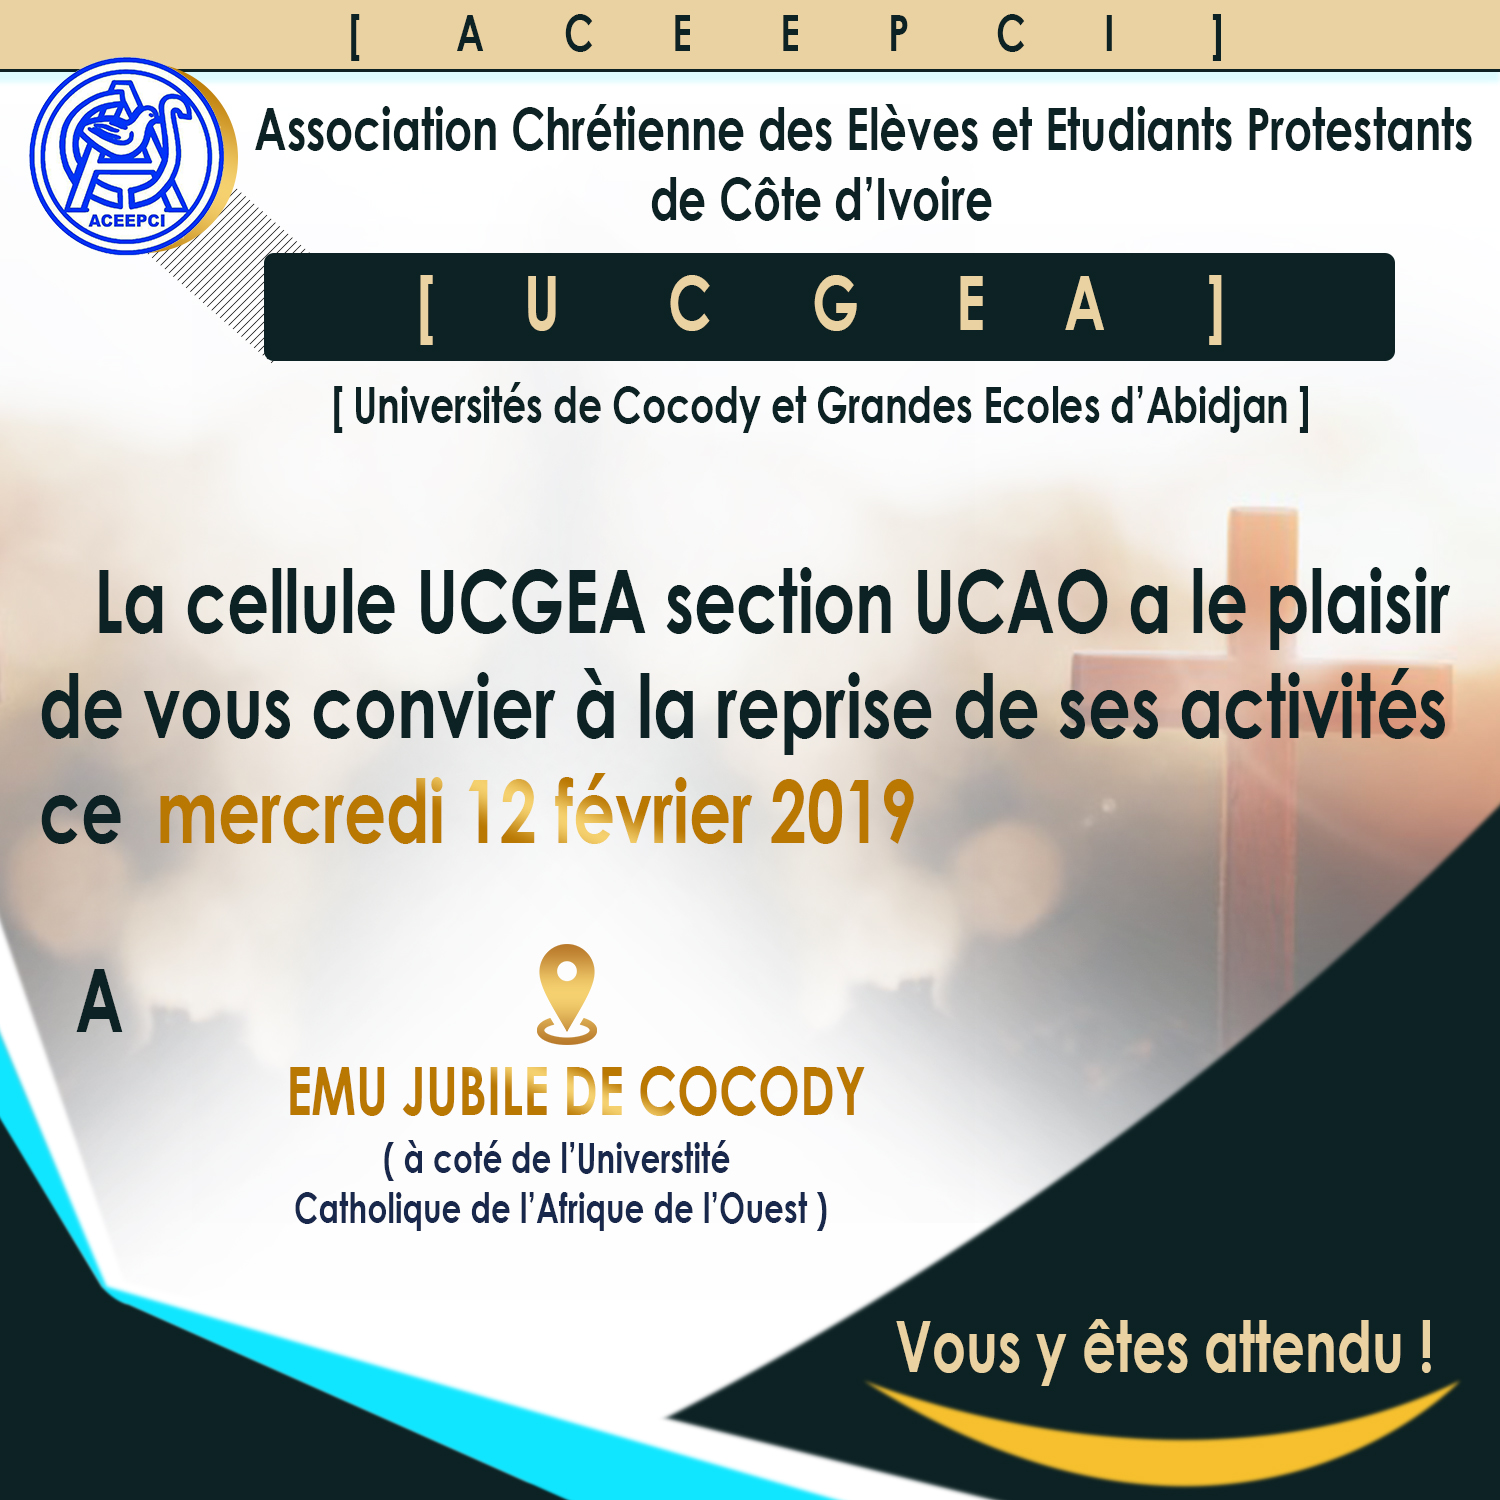 [ A C E E P C I ]
ACEEPCI
Association Chrétienne des Elèves et Etudiants Protestants
de Côte d’Ivoire
[ U C G E A ]
[ Universités de Cocody et Grandes Ecoles d’Abidjan ]
La cellule UCGEA section UCAO a le plaisir
de vous convier à la reprise de ses activités
ce mercredi 12 février 2019
A
EMU JUBILE DE COCODY
( à coté de l’Universtité
Catholique de l’Afrique de l’Ouest )
Vous y êtes attendu !